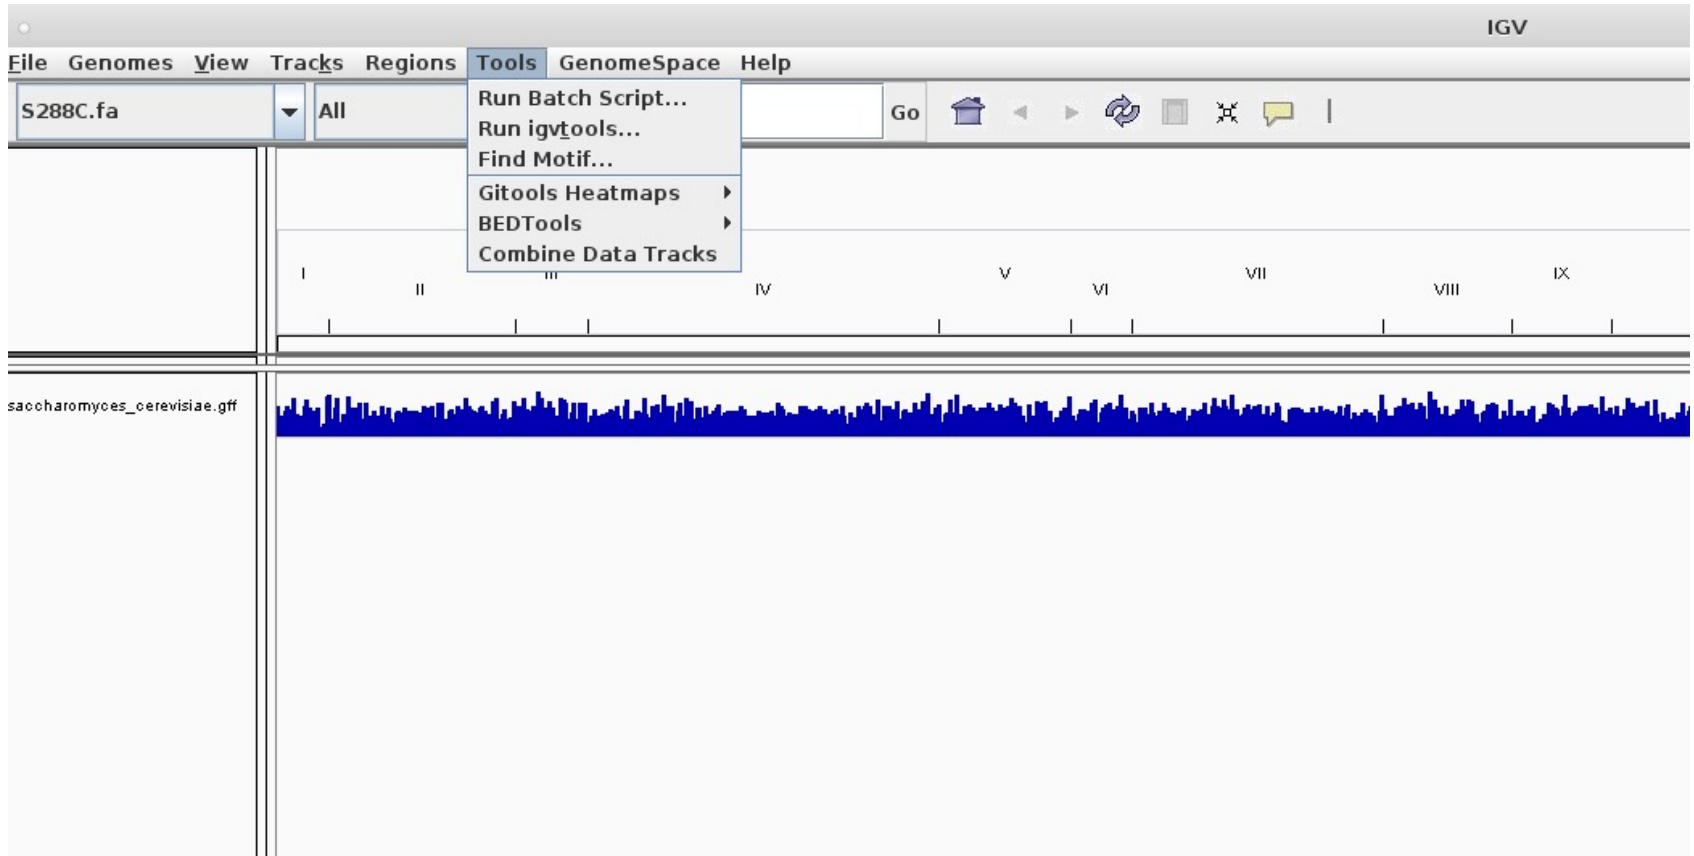 IGV
File Genomes View Tracks Regions Tools GenomeSpace Help
S288C.fa All Go
Run Batch Script...
Run igvtools...
Find Motif...
Gitools Heatmaps
BEDTools
Combine Data Tracks
I III V VII IX
II IV VI VIII
saccharomyces_cerevisiae.gff